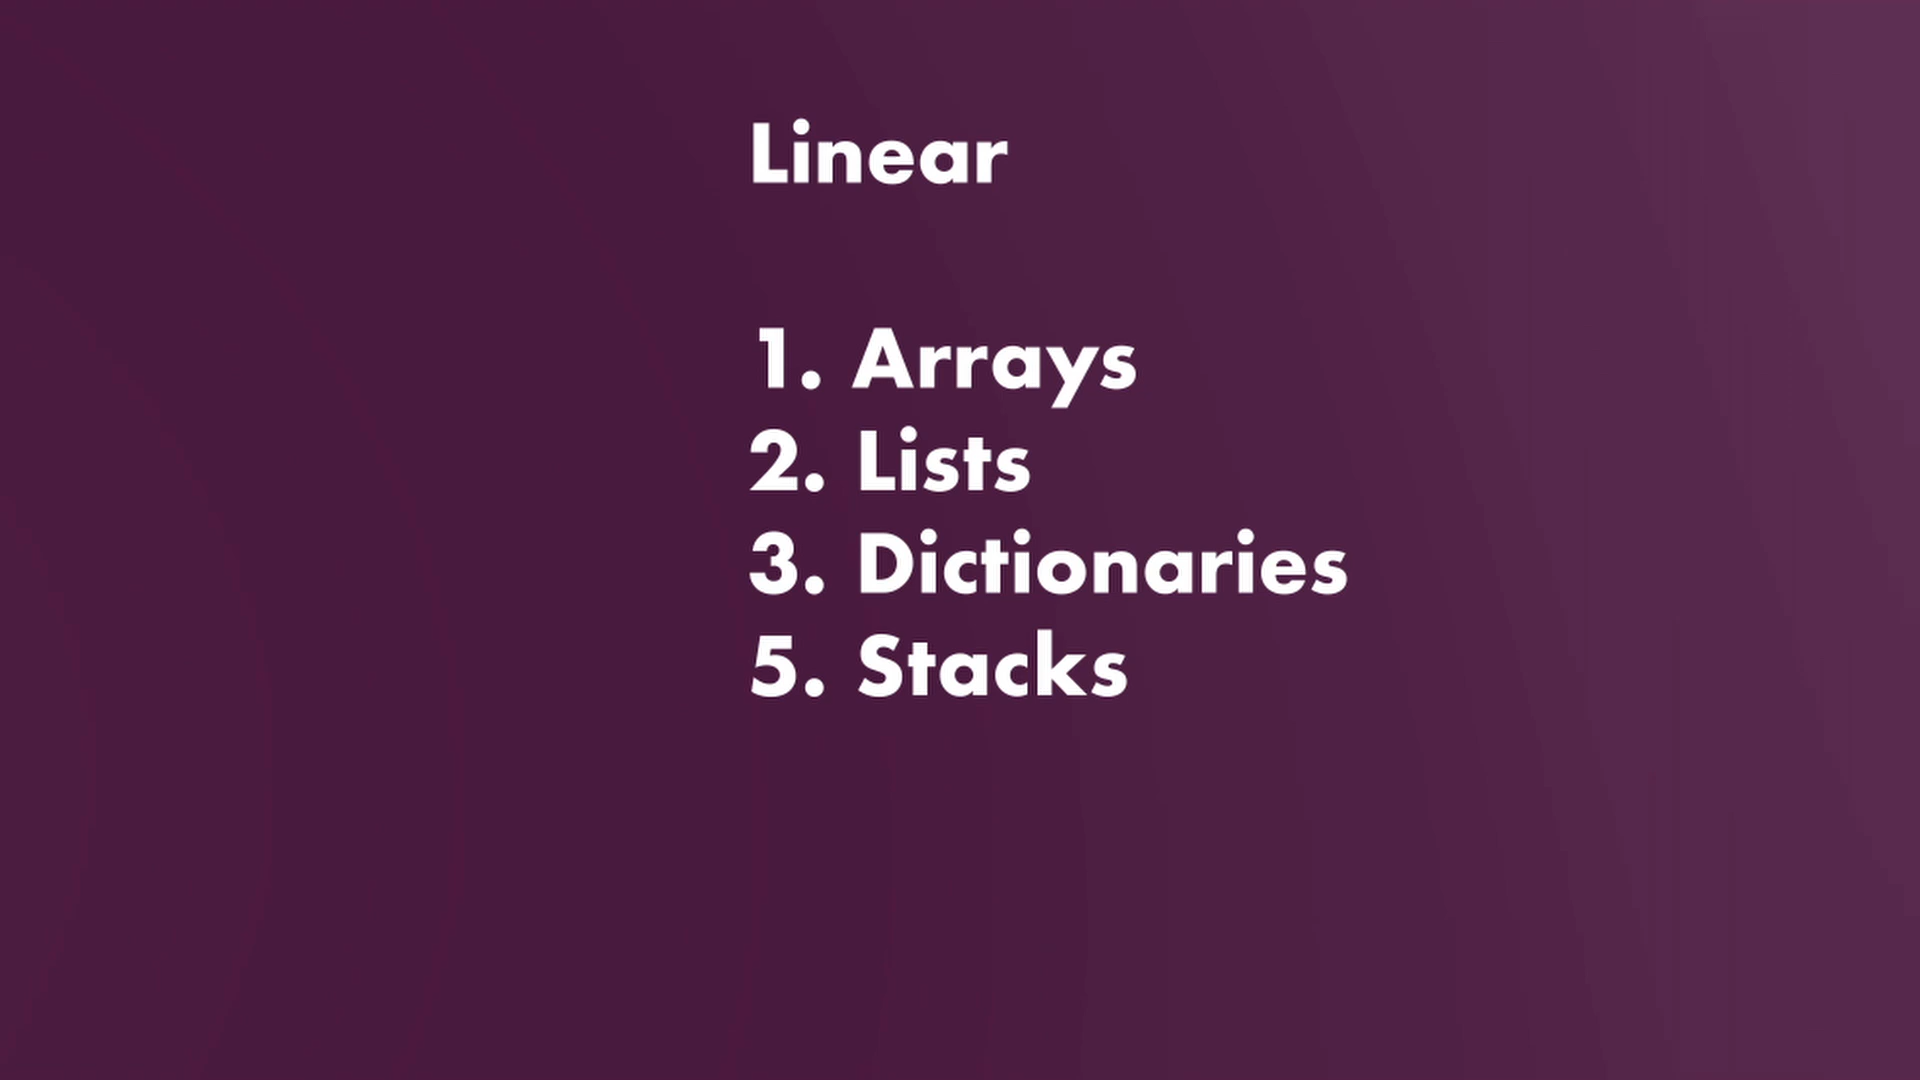 Linear
1. Arrays
2. Lists
3. Dictionaries
5. Stacks